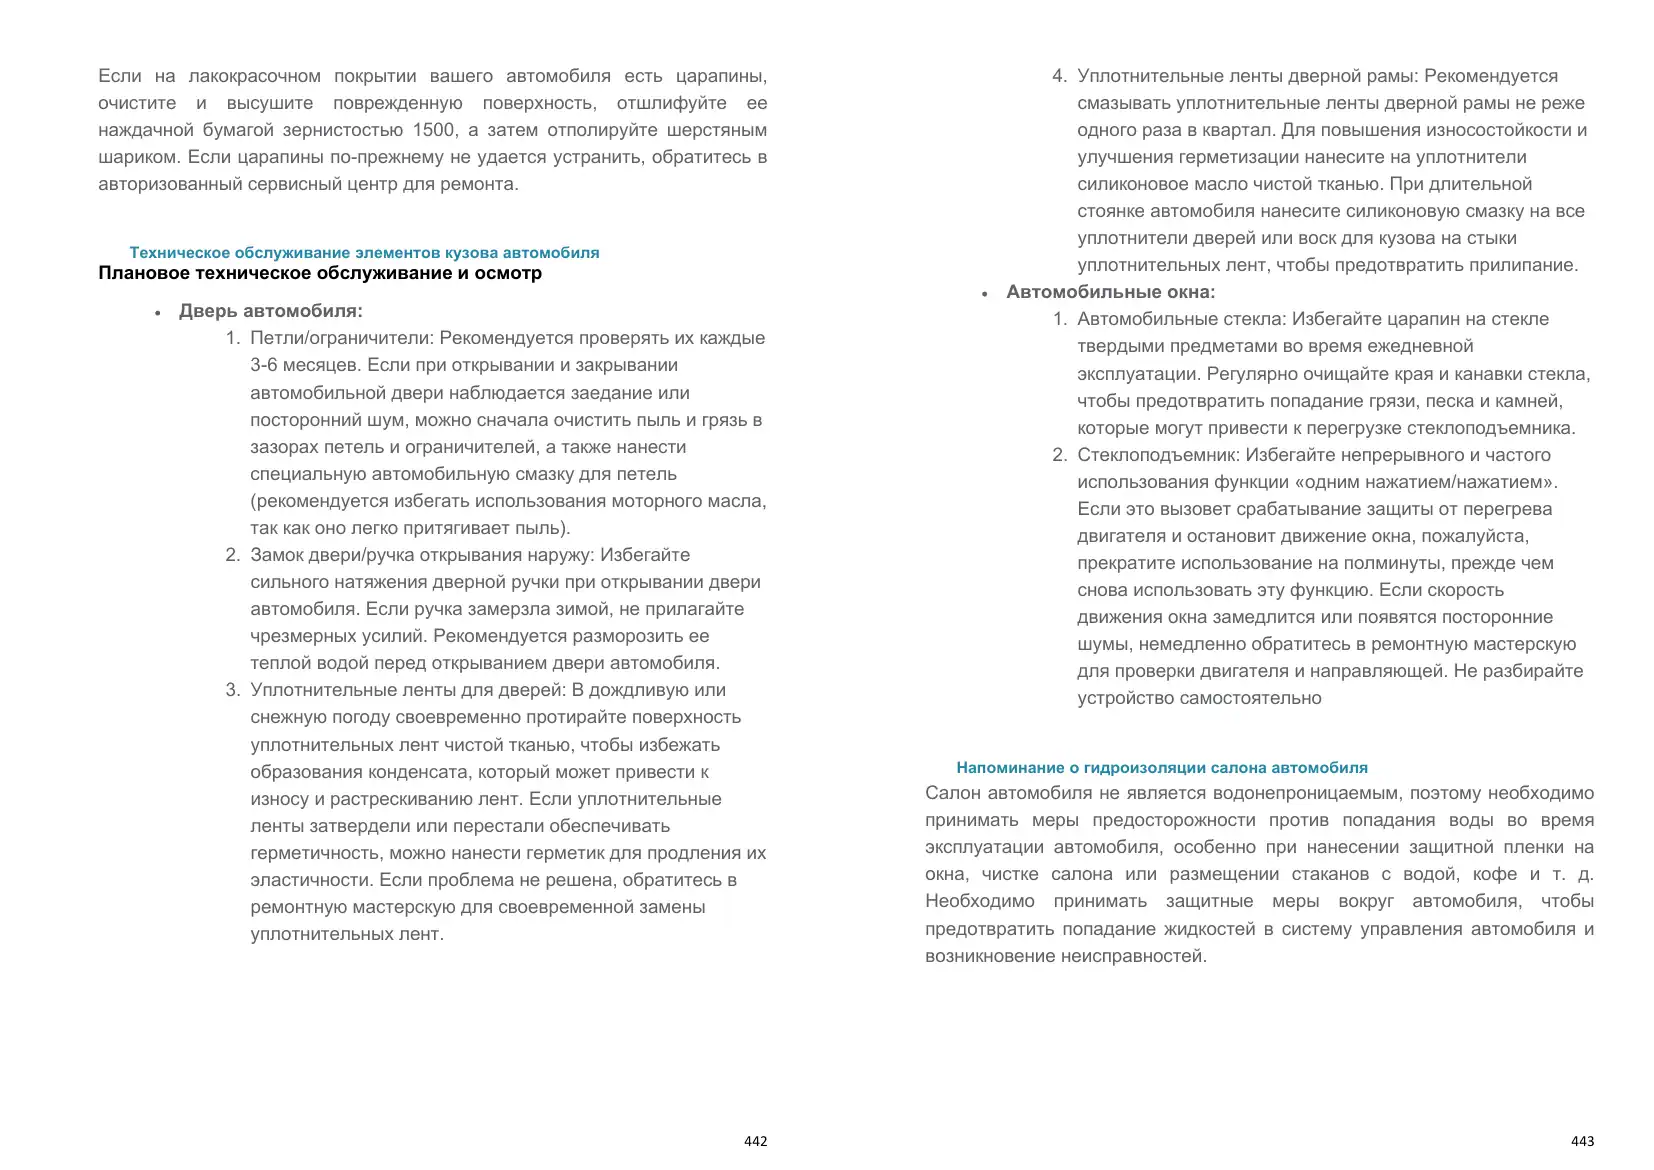 Если на лакокрасочном покрытии вашего автомобиля есть царапины,
очистите и высушите поврежденную поверхность, отшлифуйте ее
наждачной бумагой зернистостью 1500, а затем отполируйте шерстяным
шариком. Если царапины по-прежнему не удается устранить, обратитесь в
авторизованный сервисный центр для ремонта.
Техническое обслуживание элементов кузова автомобиля
Плановое техническое обслуживание и осмотр
• Дверь автомобиля:
1. Петли/ограничители: Рекомендуется проверять их каждые
3-6 месяцев. Если при открывании и закрывании
автомобильной двери наблюдается заедание или
посторонний шум, можно сначала очистить пыль и грязь в
зазорах петель и ограничителей, а также нанести
специальную автомобильную смазку для петель
(рекомендуется избегать использования моторного масла,
так как оно легко притягивает пыль).
2. Замок двери/ручка открывания наружу: Избегайте
сильного натяжения дверной ручки при открывании двери
автомобиля. Если ручка замерзла зимой, не прилагайте
чрезмерных усилий. Рекомендуется разморозить ее
теплой водой перед открыванием двери автомобиля.
3. Уплотнительные ленты для дверей: В дождливую или
снежную погоду своевременно протирайте поверхность
уплотнительных лент чистой тканью, чтобы избежать
образования конденсата, который может привести к
износу и растрескиванию лент. Если уплотнительные
ленты затвердели или перестали обеспечивать
герметичность, можно нанести герметик для продления их
эластичности. Если проблема не решена, обратитесь в
ремонтную мастерскую для своевременной замены
уплотнительных лент.
442
4. Уплотнительные ленты дверной рамы: Рекомендуется
смазывать уплотнительные ленты дверной рамы не реже
одного раза в квартал. Для повышения износостойкости и
улучшения герметизации нанесите на уплотнители
силиконовое масло чистой тканью. При длительной
стоянке автомобиля нанесите силиконовую смазку на все
уплотнители дверей или воск для кузова на стыки
уплотнительных лент, чтобы предотвратить прилипание.
• Автомобильные окна:
1. Автомобильные стекла: Избегайте царапин на стекле
твердыми предметами во время ежедневной
эксплуатации. Регулярно очищайте края и канавки стекла,
чтобы предотвратить попадание грязи, песка и камней,
которые могут привести к перегрузке стеклоподъемника.
2. Стеклоподъемник: Избегайте непрерывного и частого
использования функции «одним нажатием/нажатием».
Если это вызовет срабатывание защиты от перегрева
двигателя и остановит движение окна, пожалуйста,
прекратите использование на полминуты, прежде чем
снова использовать эту функцию. Если скорость
движения окна замедлится или появятся посторонние
шумы, немедленно обратитесь в ремонтную мастерскую
для проверки двигателя и направляющей. Не разбирайте
устройство самостоятельно
Напоминание о гидроизоляции салона автомобиля
Салон автомобиля не является водонепроницаемым, поэтому необходимо
принимать меры предосторожности против попадания воды во время
эксплуатации автомобиля, особенно при нанесении защитной пленки на
окна, чистке салона или размещении стаканов с водой, кофе и т. д.
Необходимо принимать защитные меры вокруг автомобиля, чтобы
предотвратить попадание жидкостей в систему управления автомобиля и
возникновение неисправностей.
443